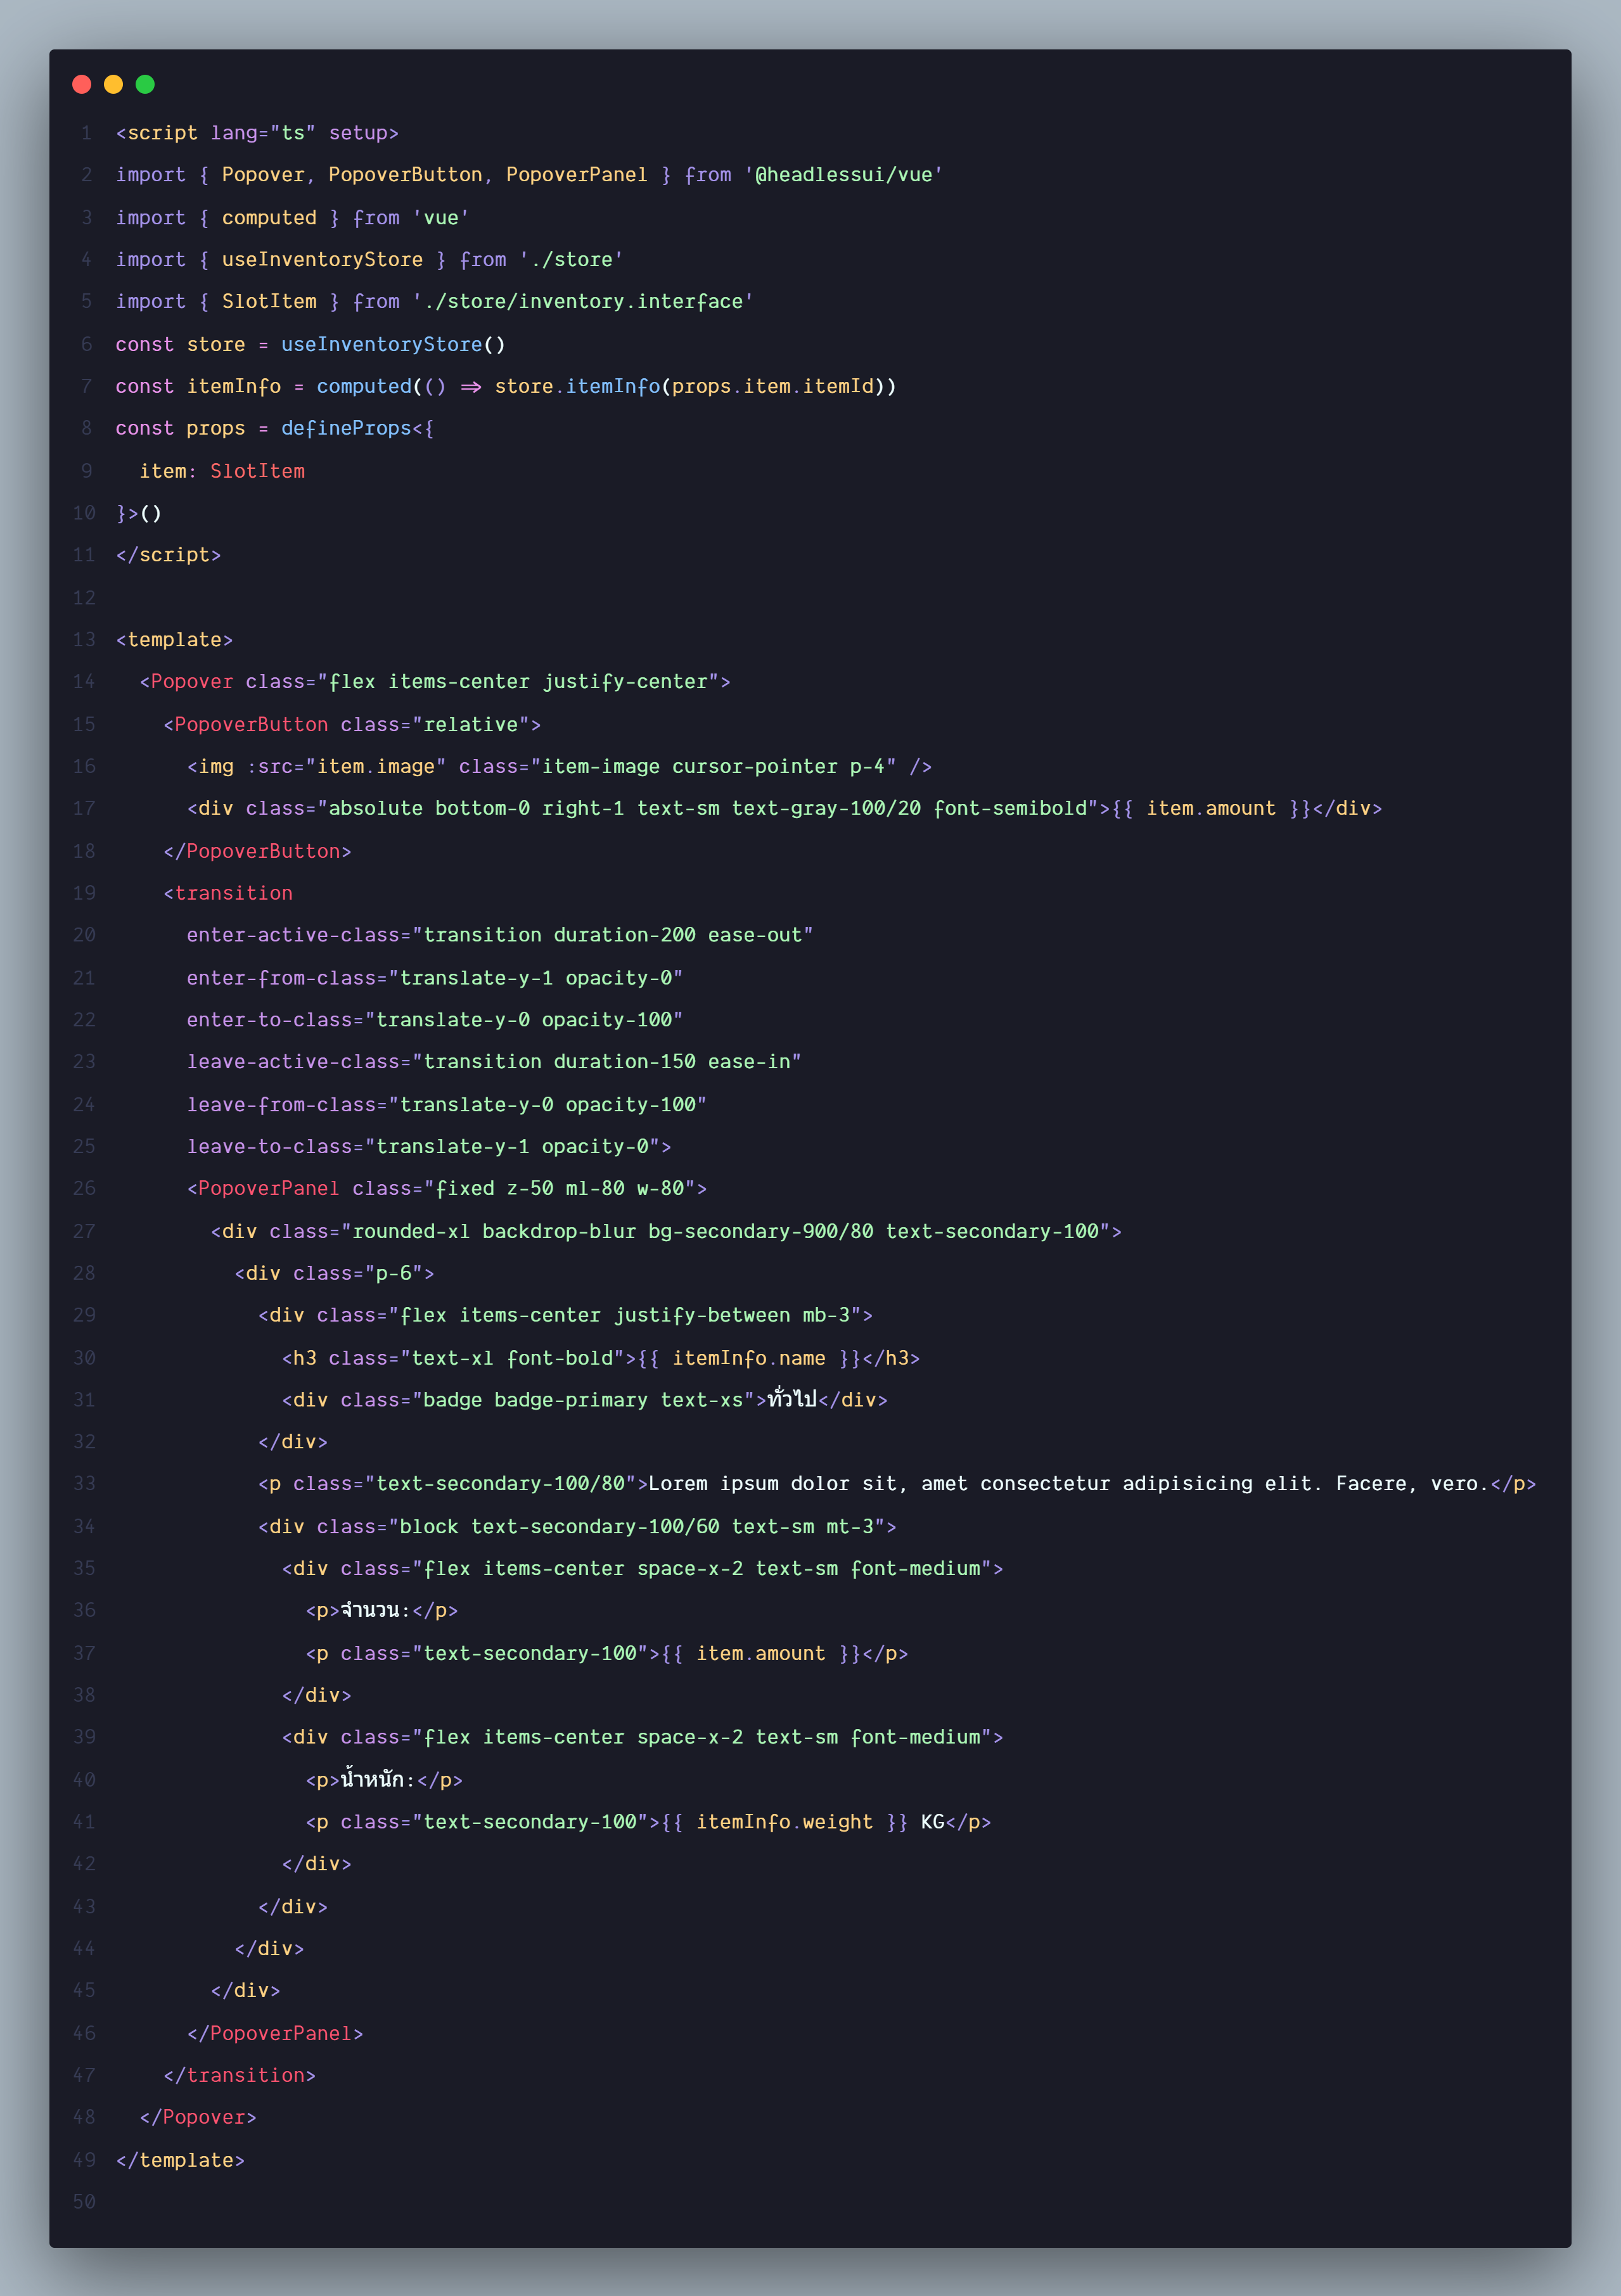 1 <script lang="ts" setup>
2 import { Popover, PopoverButton, PopoverPanel } from '@headlessui/vue'
3 import { computed } from 'vue'
4 import { useInventoryStore } from './store'
5 import { SlotItem } from './store/inventory.interface'
6 const store = useInventoryStore()
7 const itemInfo = computed(() => store.itemInfo(props.item.itemId))
8 const props = defineProps<{
9   item: SlotItem
10 }>()
11 </script>
12
13 <template>
14   <Popover class="flex items-center justify-center">
15     <PopoverButton class="relative">
16       <img :src="item.image" class="item-image cursor-pointer p-4" />
17       <div class="absolute bottom-0 right-1 text-sm text-gray-100/20 font-semibold">{{ item.amount }}</div>
18     </PopoverButton>
19     <transition
20       enter-active-class="transition duration-200 ease-out"
21       enter-from-class="translate-y-1 opacity-0"
22       enter-to-class="translate-y-0 opacity-100"
23       leave-active-class="transition duration-150 ease-in"
24       leave-from-class="translate-y-0 opacity-100"
25       leave-to-class="translate-y-1 opacity-0">
26       <PopoverPanel class="fixed z-50 ml-80 w-80">
27         <div class="rounded-xl backdrop-blur bg-secondary-900/80 text-secondary-100">
28           <div class="p-6">
29             <div class="flex items-center justify-between mb-3">
30               <h3 class="text-xl font-bold">{{ itemInfo.name }}</h3>
31               <div class="badge badge-primary text-xs">ทั่วไป</div>
32             </div>
33             <p class="text-secondary-100/80">Lorem ipsum dolor sit, amet consectetur adipisicing elit. Facere, vero.</p>
34             <div class="block text-secondary-100/60 text-sm mt-3">
35               <div class="flex items-center space-x-2 text-sm font-medium">
36                 <p>จำนวน:</p>
37                 <p class="text-secondary-100">{{ item.amount }}</p>
38               </div>
39               <div class="flex items-center space-x-2 text-sm font-medium">
40                 <p>น้ำหนัก:</p>
41                 <p class="text-secondary-100">{{ itemInfo.weight }} KG</p>
42               </div>
43             </div>
44           </div>
45         </div>
46       </PopoverPanel>
47     </transition>
48   </Popover>
49 </template>
50